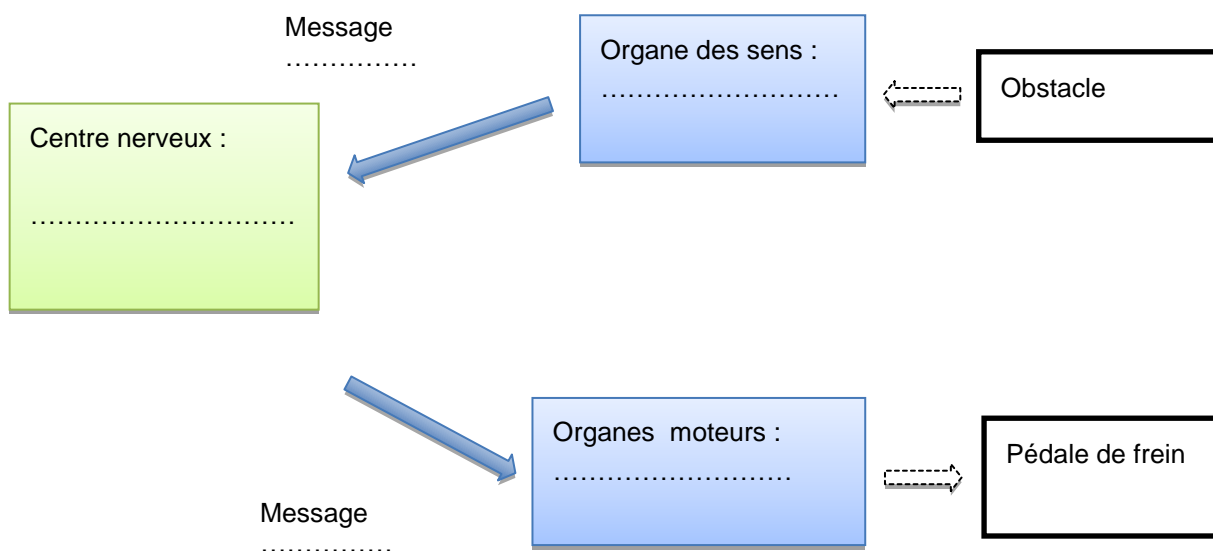 Message
……………
Organe des sens :
………………………
Obstacle
Centre nerveux :
…………………………
Organes  moteurs :
………………………
Pédale de frein
Message
……………